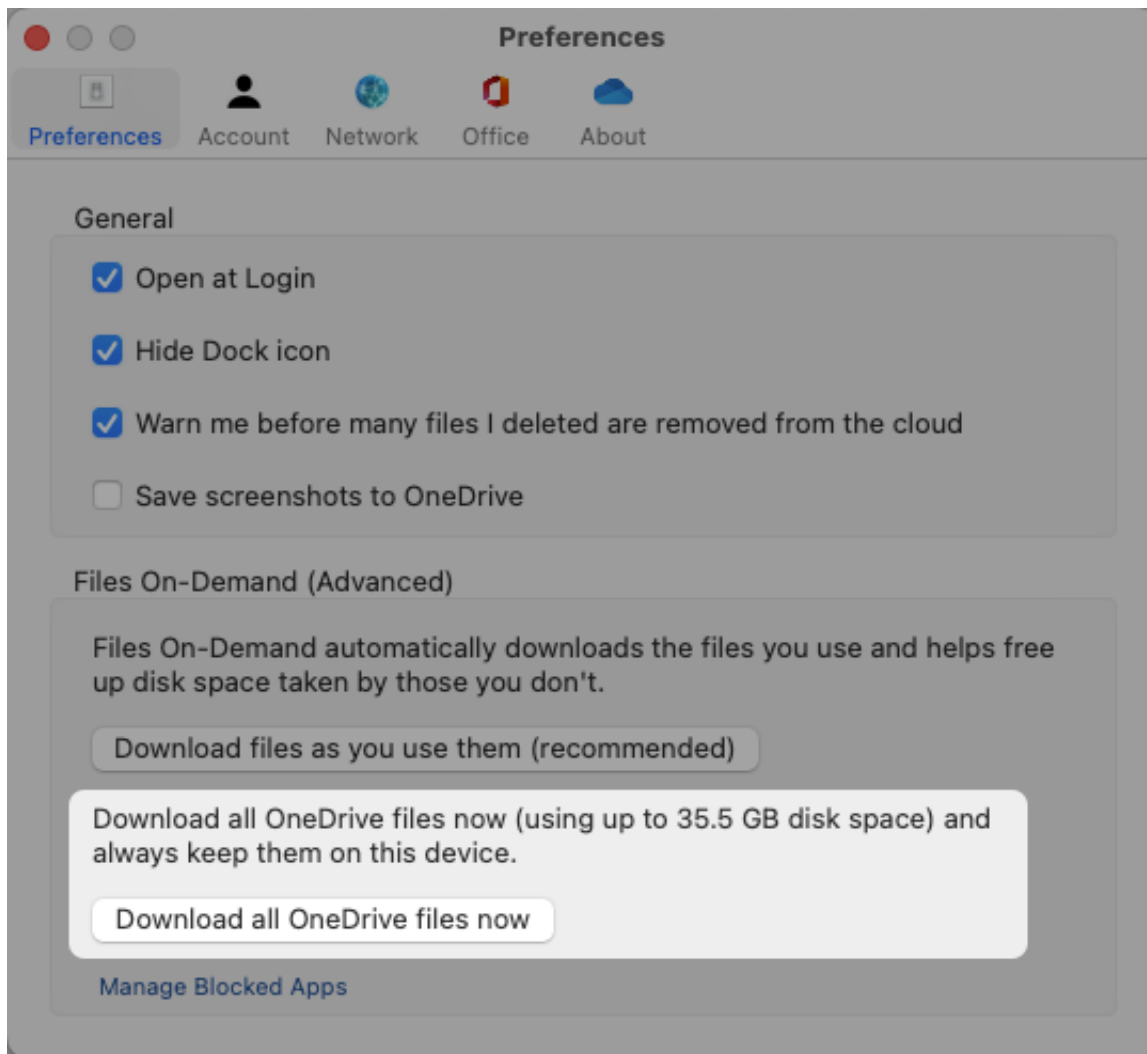 Preferences
Preferences Account Network Office About
General
Open at Login
Hide Dock icon
Warn me before many files I deleted are removed from the cloud
Save screenshots to OneDrive
Files On-Demand (Advanced)
Files On-Demand automatically downloads the files you use and helps free
up disk space taken by those you don't.
Download files as you use them (recommended)
Download all OneDrive files now (using up to 35.5 GB disk space) and
always keep them on this device.
Download all OneDrive files now
Manage Blocked Apps